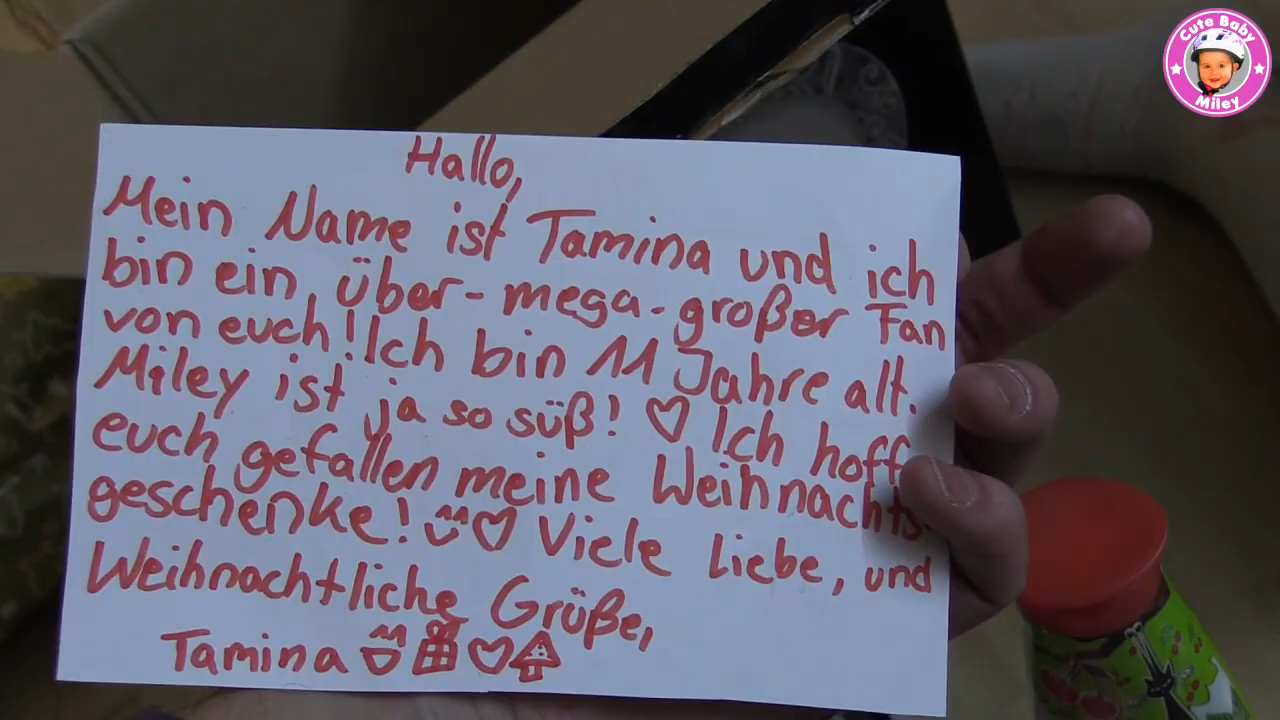 Hallo,
Mein Name ist Tamina und ich
bin ein über-mega-großer Fan
von euch! Ich bin 11 Jahre alt.
Miley ist ja so süß! ♡ Ich hoff
euch gefallen meine Weihnachts-
geschenke! ♡ Viele liebe, und
Weihnachtliche Grüße,
Tamina ♡
Cute Baby
Miley